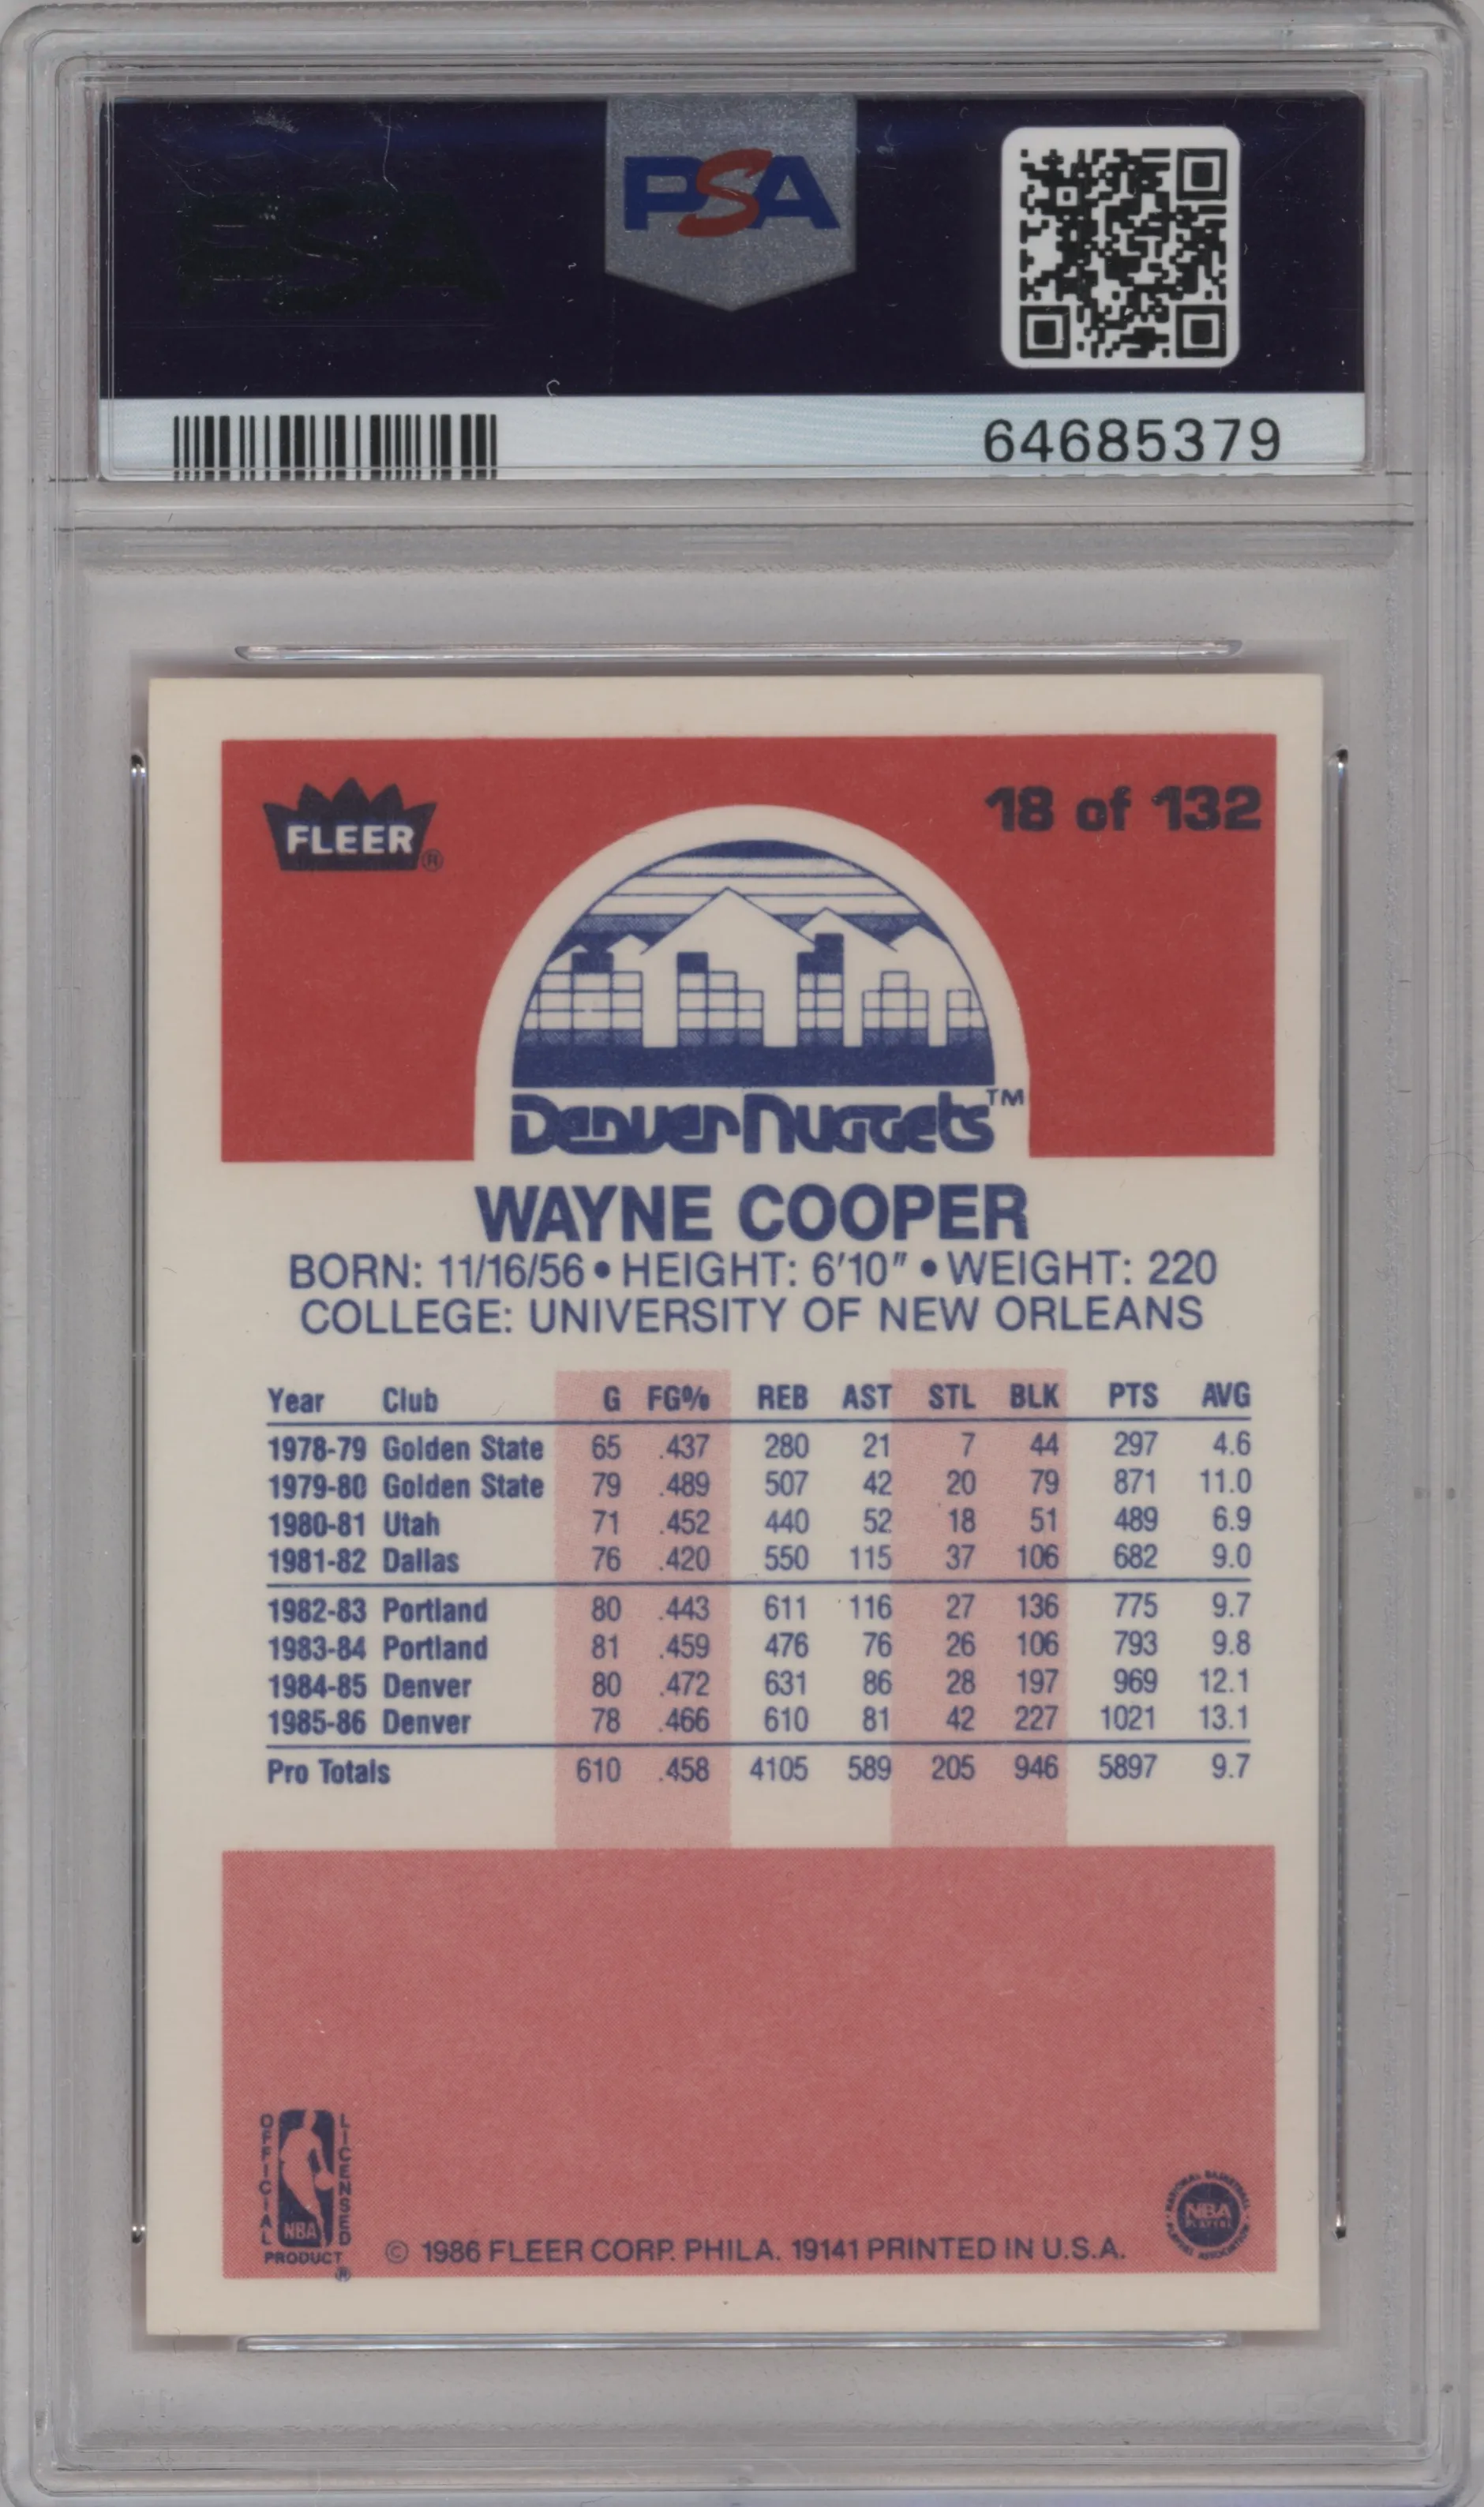 PSA
PSA
64685379
FLEER®
18 of 132
Denver Nuggets™
WAYNE COOPER
BORN: 11/16/56 • HEIGHT: 6'10" • WEIGHT: 220
COLLEGE: UNIVERSITY OF NEW ORLEANS
Year Club G FG% REB AST STL BLK PTS AVG
1978-79 Golden State 65 .437 280 21 7 44 297 4.6
1979-80 Golden State 79 .489 507 42 20 79 871 11.0
1980-81 Utah 71 .452 440 52 18 51 489 6.9
1981-82 Dallas 76 .420 550 115 37 106 682 9.0
1982-83 Portland 80 .443 611 116 27 136 775 9.7
1983-84 Portland 81 .459 476 76 26 106 793 9.8
1984-85 Denver 80 .472 631 86 28 197 969 12.1
1985-86 Denver 78 .466 610 81 42 227 1021 13.1
Pro Totals 610 .458 4105 589 205 946 5897 9.7
OFFICIAL LICENSED
NBA
PRODUCT ®
© 1986 FLEER CORP. PHILA. 19141 PRINTED IN U.S.A.
NATIONAL BASKETBALL
NBA
PLAYERS
PLAYERS ASSOCIATION